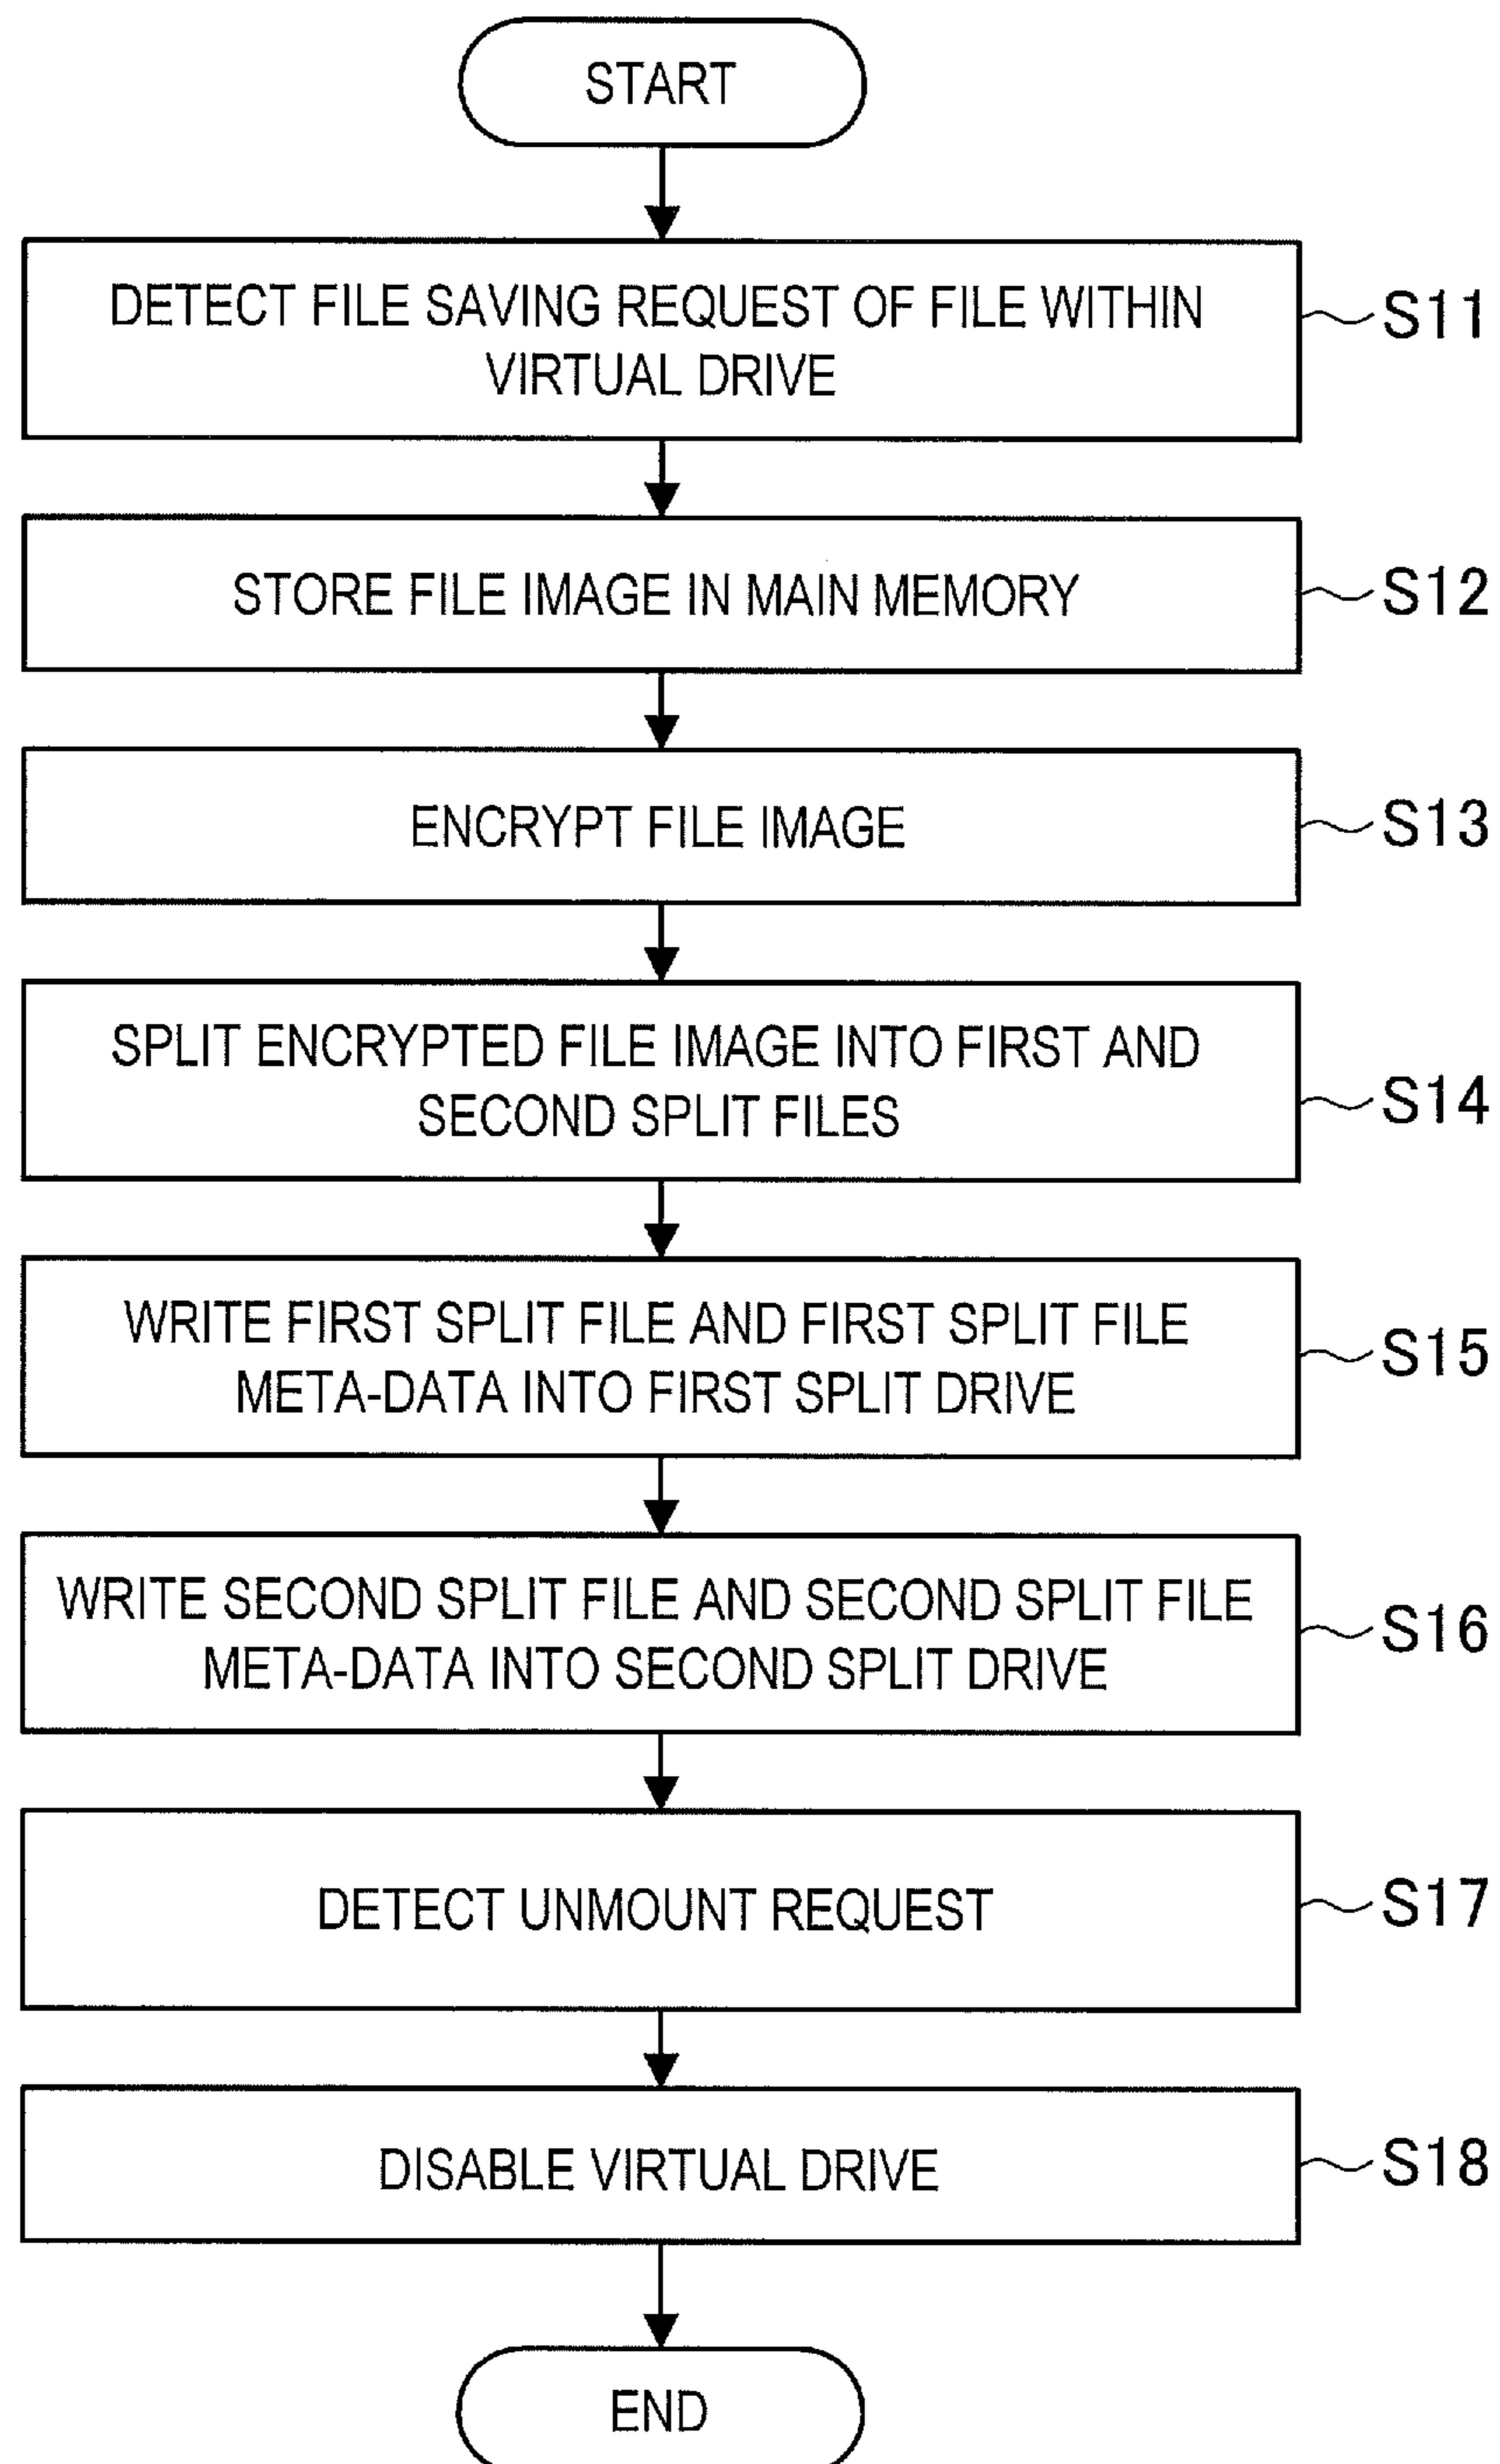 START
DETECT FILE SAVING REQUEST OF FILE WITHIN
VIRTUAL DRIVE
S11
STORE FILE IMAGE IN MAIN MEMORY
S12
ENCRYPT FILE IMAGE
S13
SPLIT ENCRYPTED FILE IMAGE INTO FIRST AND
SECOND SPLIT FILES
S14
WRITE FIRST SPLIT FILE AND FIRST SPLIT FILE
META-DATA INTO FIRST SPLIT DRIVE
S15
WRITE SECOND SPLIT FILE AND SECOND SPLIT FILE
META-DATA INTO SECOND SPLIT DRIVE
S16
DETECT UNMOUNT REQUEST
S17
DISABLE VIRTUAL DRIVE
S18
END